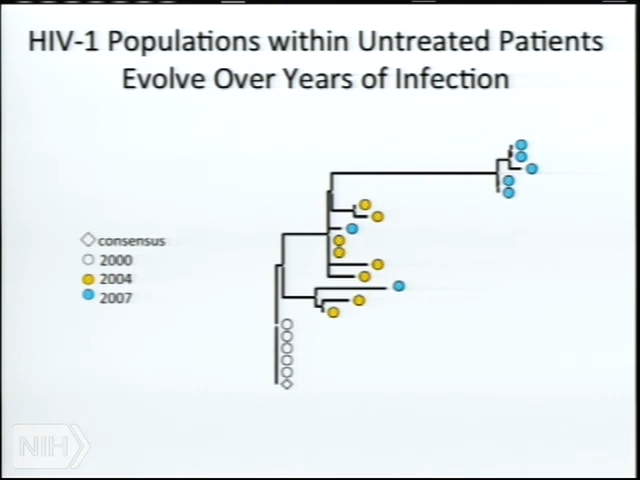 HIV-1 Populations within Untreated Patients
Evolve Over Years of Infection
consensus
2000
2004
2007
NIH